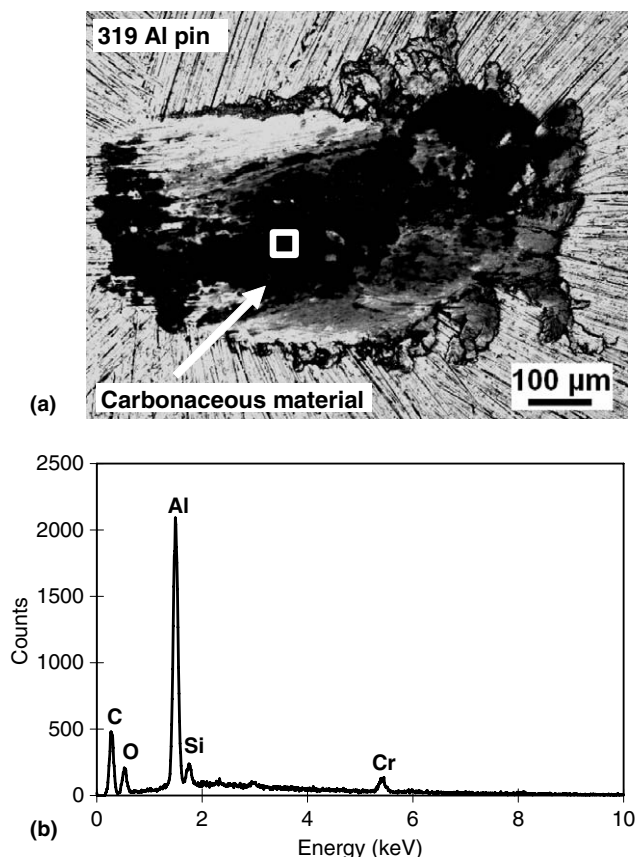 319 Al pin
Carbonaceous material
100 µm
(a)
2500
2000
1500
1000
500
0
Counts
C
O
Al
Si
Cr
0 2 4 6 8 10
Energy (keV)
(b)